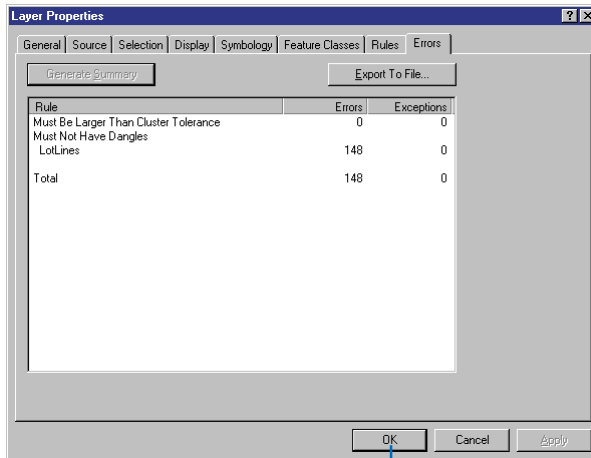 Layer Properties
General Source Selection Display Symbology Feature Classes Rules Errors
Generate Summary Export To File...
Rule Errors Exceptions
Must Be Larger Than Cluster Tolerance 0 0
Must Not Have Dangles
LotLines 148 0
Total 148 0
OK Cancel Apply